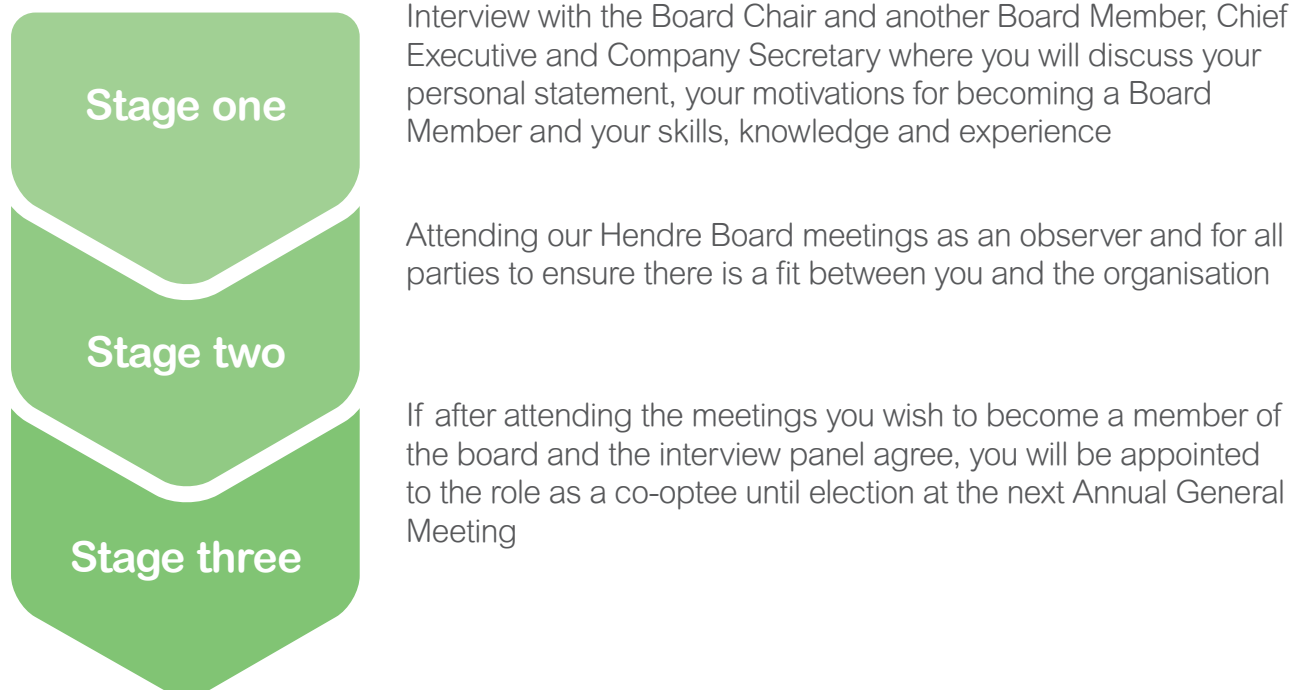 Stage one
Interview with the Board Chair and another Board Member, Chief
Executive and Company Secretary where you will discuss your
personal statement, your motivations for becoming a Board
Member and your skills, knowledge and experience
Stage two
Attending our Hendre Board meetings as an observer and for all
parties to ensure there is a fit between you and the organisation
Stage three
If after attending the meetings you wish to become a member of
the board and the interview panel agree, you will be appointed
to the role as a co-optee until election at the next Annual General
Meeting